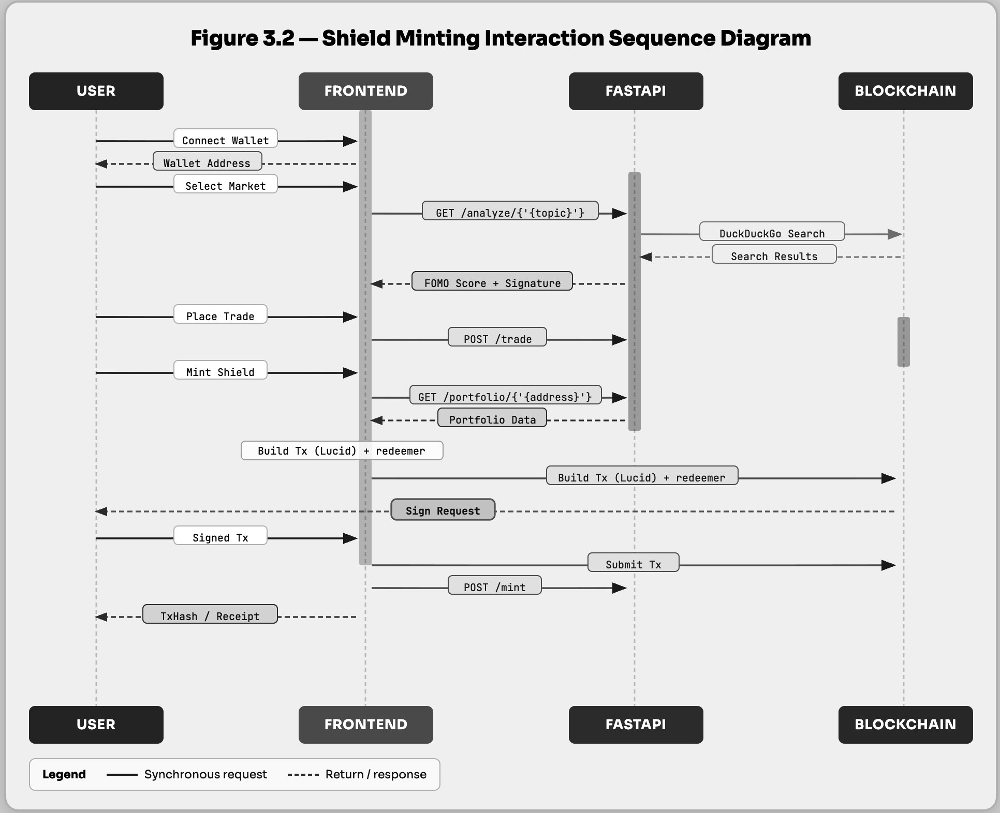 Figure 3.2 — Shield Minting Interaction Sequence Diagram
USER
FRONTEND
FASTAPI
BLOCKCHAIN
Connect Wallet
Wallet Address
Select Market
GET /analyze/{'{topic}'}
DuckDuckGo Search
Search Results
FOMO Score + Signature
Place Trade
POST /trade
Mint Shield
GET /portfolio/{'{address}'}
Portfolio Data
Build Tx (Lucid) + redeemer
Build Tx (Lucid) + redeemer
Sign Request
Signed Tx
Submit Tx
POST /mint
TxHash / Receipt
USER
FRONTEND
FASTAPI
BLOCKCHAIN
Legend
Synchronous request
Return / response